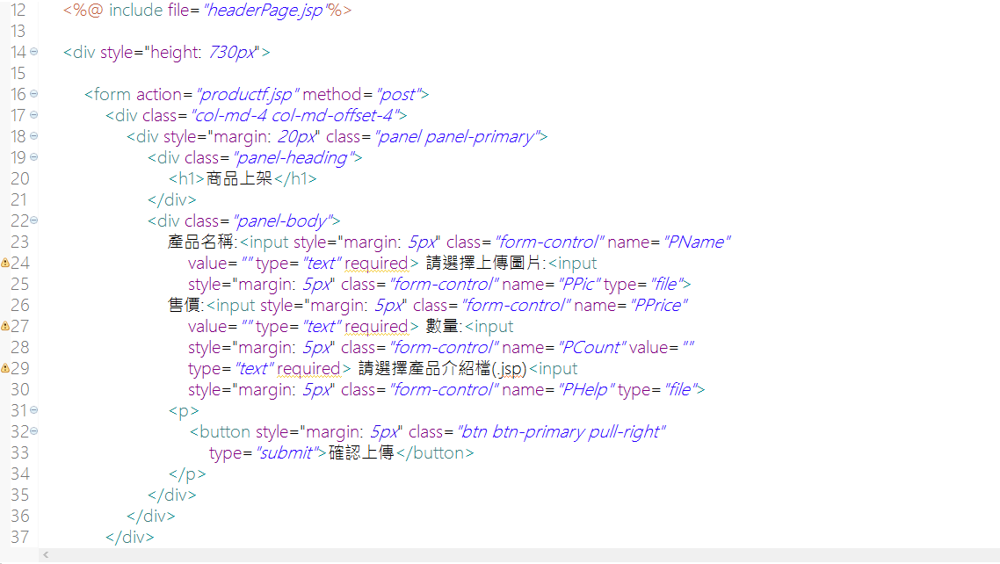 12 <%@ include file="headerPage.jsp"%>
13
14 <div style="height: 730px">
15
16 <form action="productf.jsp" method="post">
17 <div class="col-md-4 col-md-offset-4">
18 <div style="margin: 20px" class="panel panel-primary">
19 <div class="panel-heading">
20 <h1>商品上架</h1>
21 </div>
22 <div class="panel-body">
23 產品名稱:<input style="margin: 5px" class="form-control" name="PName"
24 value="" type="text" required> 請選擇上傳圖片:<input
25 style="margin: 5px" class="form-control" name="PPic" type="file">
26 售價:<input style="margin: 5px" class="form-control" name="PPrice"
27 value="" type="text" required> 數量:<input
28 style="margin: 5px" class="form-control" name="PCount" value=""
29 type="text" required> 請選擇產品介紹檔(.jsp)<input
30 style="margin: 5px" class="form-control" name="PHelp" type="file">
31 <p>
32 <button style="margin: 5px" class="btn btn-primary pull-right"
33 type="submit">確認上傳</button>
34 </p>
35 </div>
36 </div>
37 </div>